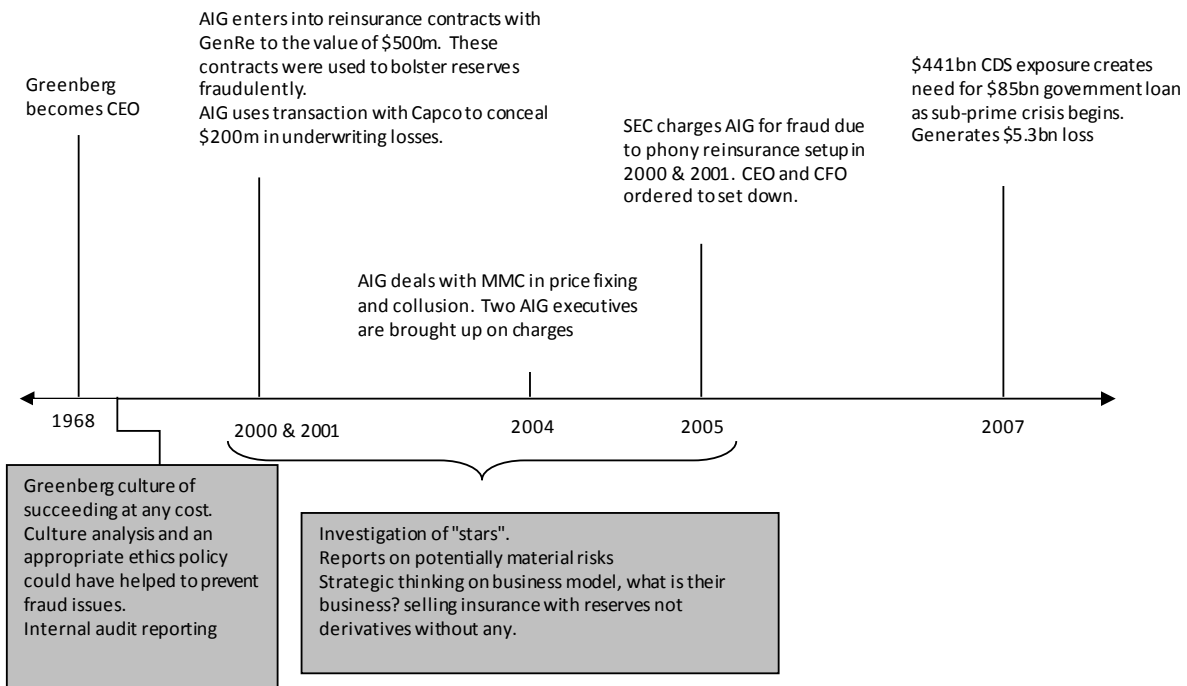 AIG enters into reinsurance contracts with
GenRe to the value of $500m. These
contracts were used to bolster reserves
fraudulently.
AIG uses transaction with Capco to conceal
$200m in underwriting losses.
Greenberg
becomes CEO
$441bn CDS exposure creates
need for $85bn government loan
as sub-prime crisis begins.
Generates $5.3bn loss
SEC charges AIG for fraud due
to phony reinsurance setup in
2000 & 2001. CEO and CFO
ordered to set down.
AIG deals with MMC in price fixing
and collusion. Two AIG executives
are brought up on charges
1968
2000 & 2001
2004
2005
2007
Greenberg culture of
succeeding at any cost.
Culture analysis and an
appropriate ethics policy
could have helped to prevent
fraud issues.
Internal audit reporting
Investigation of "stars".
Reports on potentially material risks
Strategic thinking on business model, what is their
business? selling insurance with reserves not
derivatives without any.